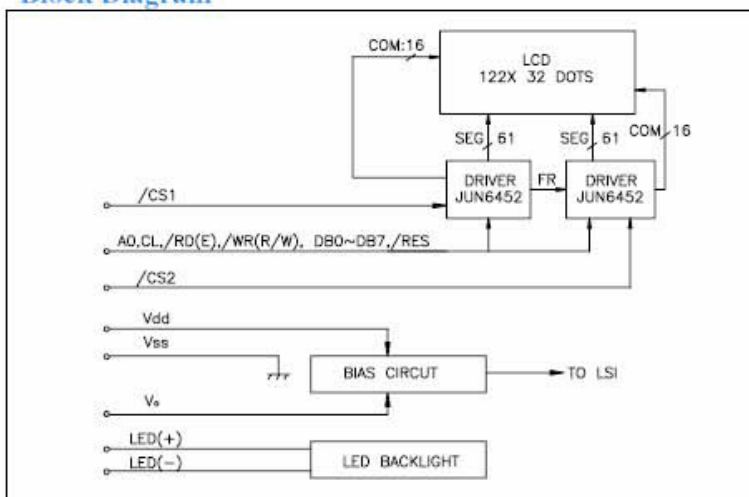 Block Diagram
COM:16
LCD
122X 32 DOTS
SEG 61
SEG 61
COM 16
DRIVER
JUN6452
FR
DRIVER
JUN6452
/CS1
A0,CL,/RD(E),/WR(R/W), DB0~DB7,/RES
/CS2
Vdd
Vss
BIAS CIRCUT
TO LSI
Vo
LED(+)
LED(-)
LED BACKLIGHT